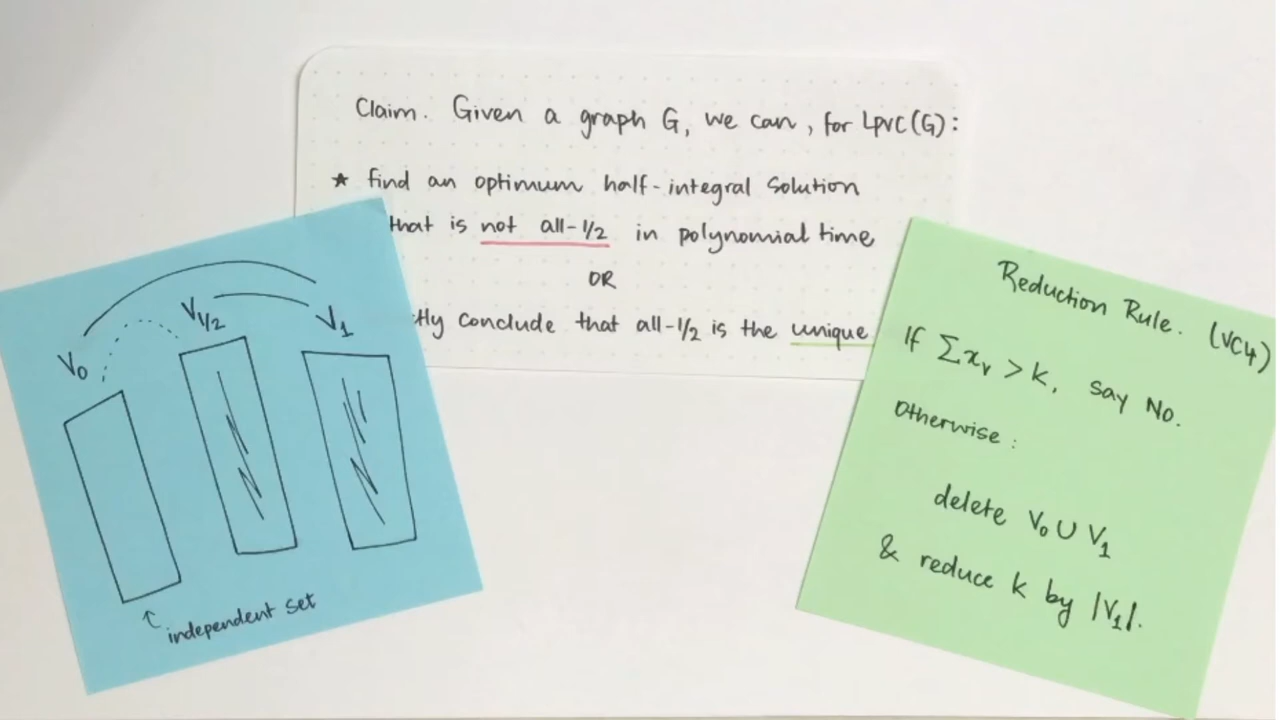 Claim. Given a graph G, we can, for LPVC(G):
★ find an optimum half-integral solution
that is not all-1/2 in polynomial time
OR
conclude that all-1/2 is the unique
V₀
V₁/₂
V₁
independent set
Reduction Rule. (VC4)
If Σxᵥ > k, say No.
Otherwise:
delete V₀ ∪ V₁
& reduce k by |V₁|.